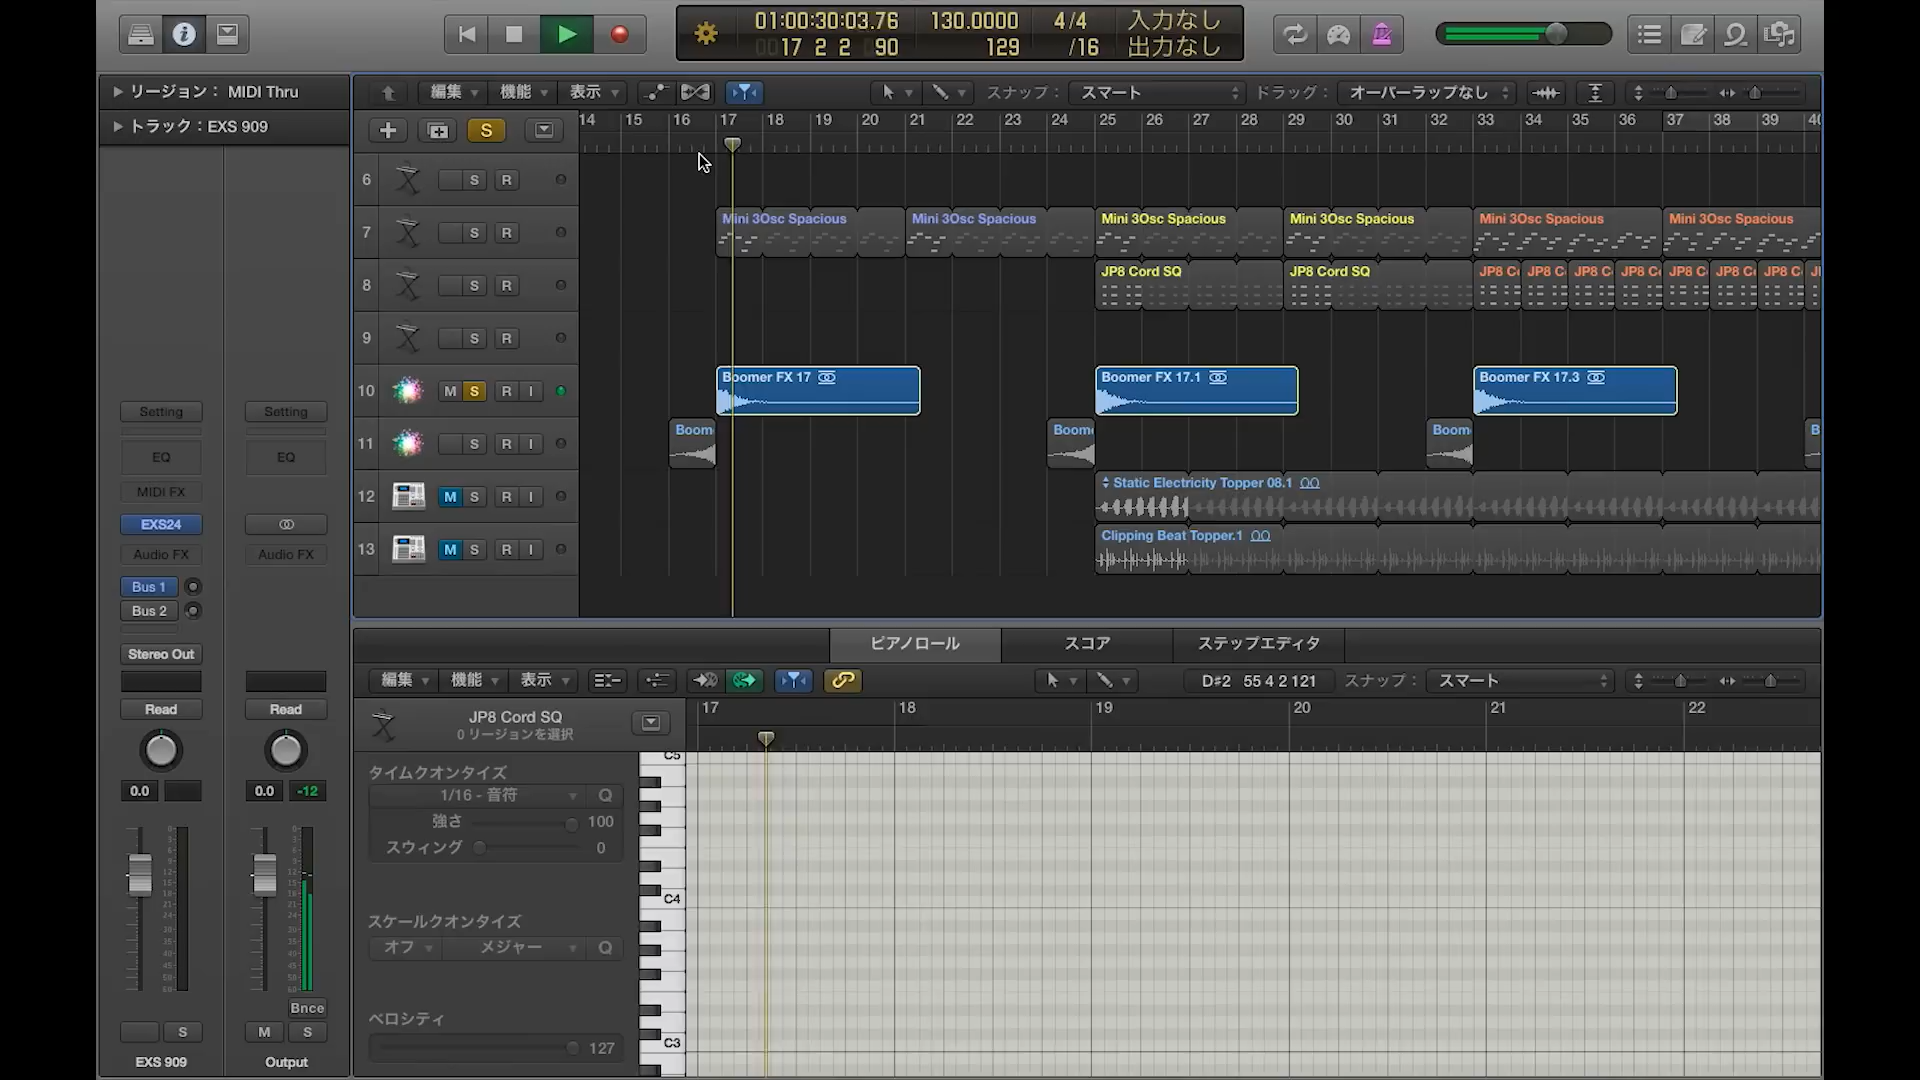 01:00:30:03.76 130.0000 4/4 入力なし
17 2 2 90 129 /16 出力なし
リージョン： MIDI Thru
トラック：EXS 909
編集 機能 表示 スナップ： スマート ドラッグ： オーバーラップなし
S
14 15 16 17 18 19 20 21 22 23 24 25 26 27 28 29 30 31 32 33 34 35 36 37 38 39 40
6 S R
7 S R
Mini 3Osc Spacious Mini 3Osc Spacious Mini 3Osc Spacious Mini 3Osc Spacious Mini 3Osc Spacious Mini 3Osc Spacious
8 S R
JP8 Cord SQ JP8 Cord SQ JP8 C JP8 C JP8 C JP8 C JP8 C JP8 C JP8 C
9 S R
10 M S R I
Boomer FX 17 Boomer FX 17.1 Boomer FX 17.3
11 S R I
Boom Boom Boom B
12 M S R I
Static Electricity Topper 08.1
13 M S R I
Clipping Beat Topper.1
Setting Setting
EQ EQ
MIDI FX
EXS24
Audio FX Audio FX
Bus 1
Bus 2
Stereo Out
Read Read
0.0 0.0 -12
Bnce
S M S
EXS 909 Output
ピアノロール スコア ステップエディタ
編集 機能 表示 D#2 55 4 2 121 スナップ： スマート
JP8 Cord SQ
0 リージョンを選択
17 18 19 20 21 22
タイムクオンタイズ
1/16 - 音符 Q
強さ 100
スウィング 0
スケールクオンタイズ
オフ メジャー Q
ベロシティ
127
C5
C4
C3